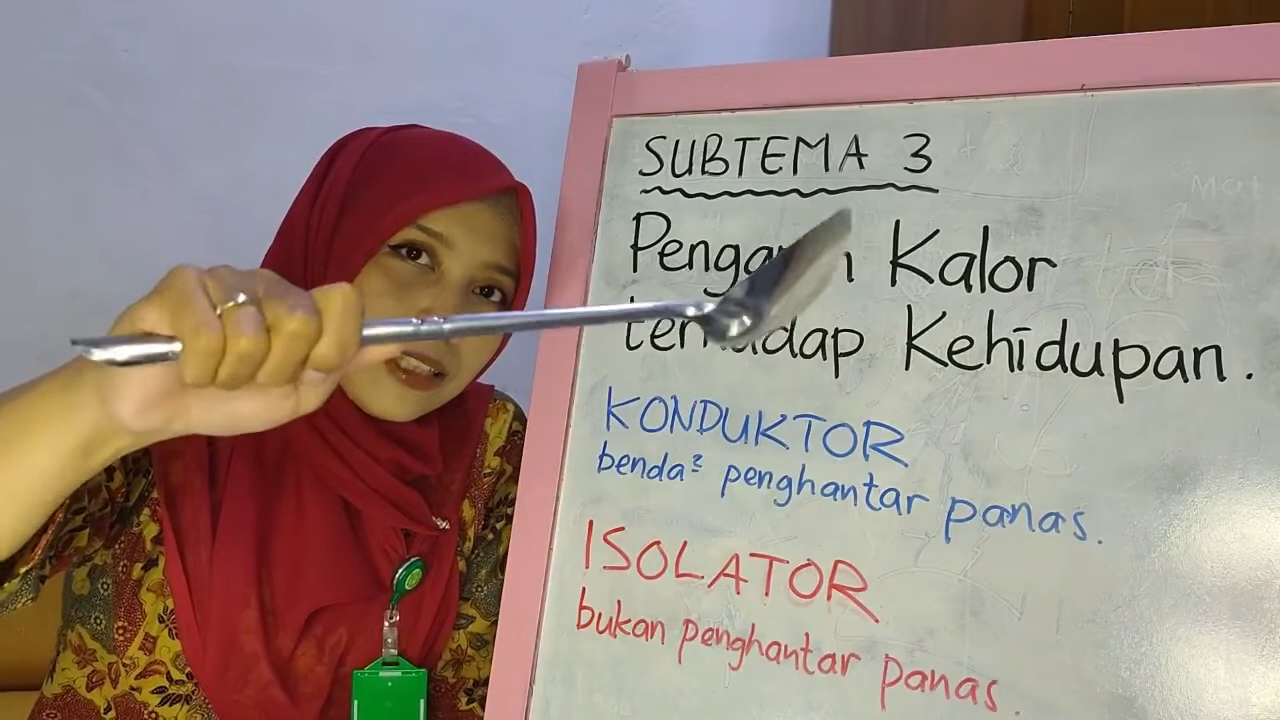 SUBTEMA 3
Kalor
Kehidupan.
KONDUKTOR
benda² penghantar panas.
ISOLATOR
bukan penghantar panas.